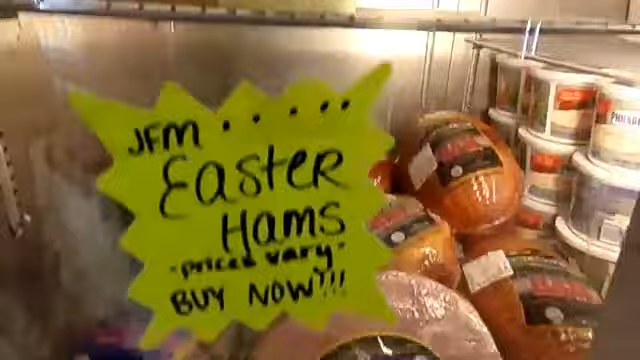 JFM.....
EASTER
HAMS
-prices vary-
BUY NOW!!!